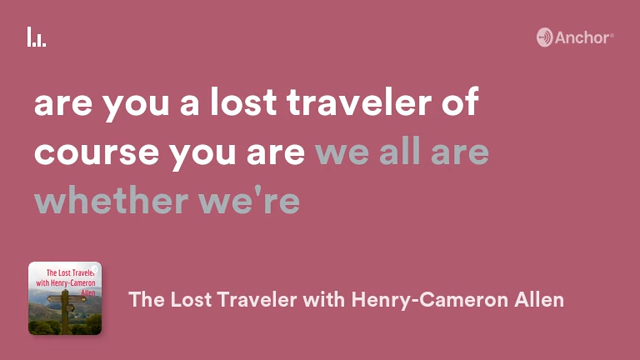 Anchor
are you a lost traveler of
course you are we all are
whether we're
The Lost Traveler
with Henry-Cameron
Allen
The Lost Traveler with Henry-Cameron Allen